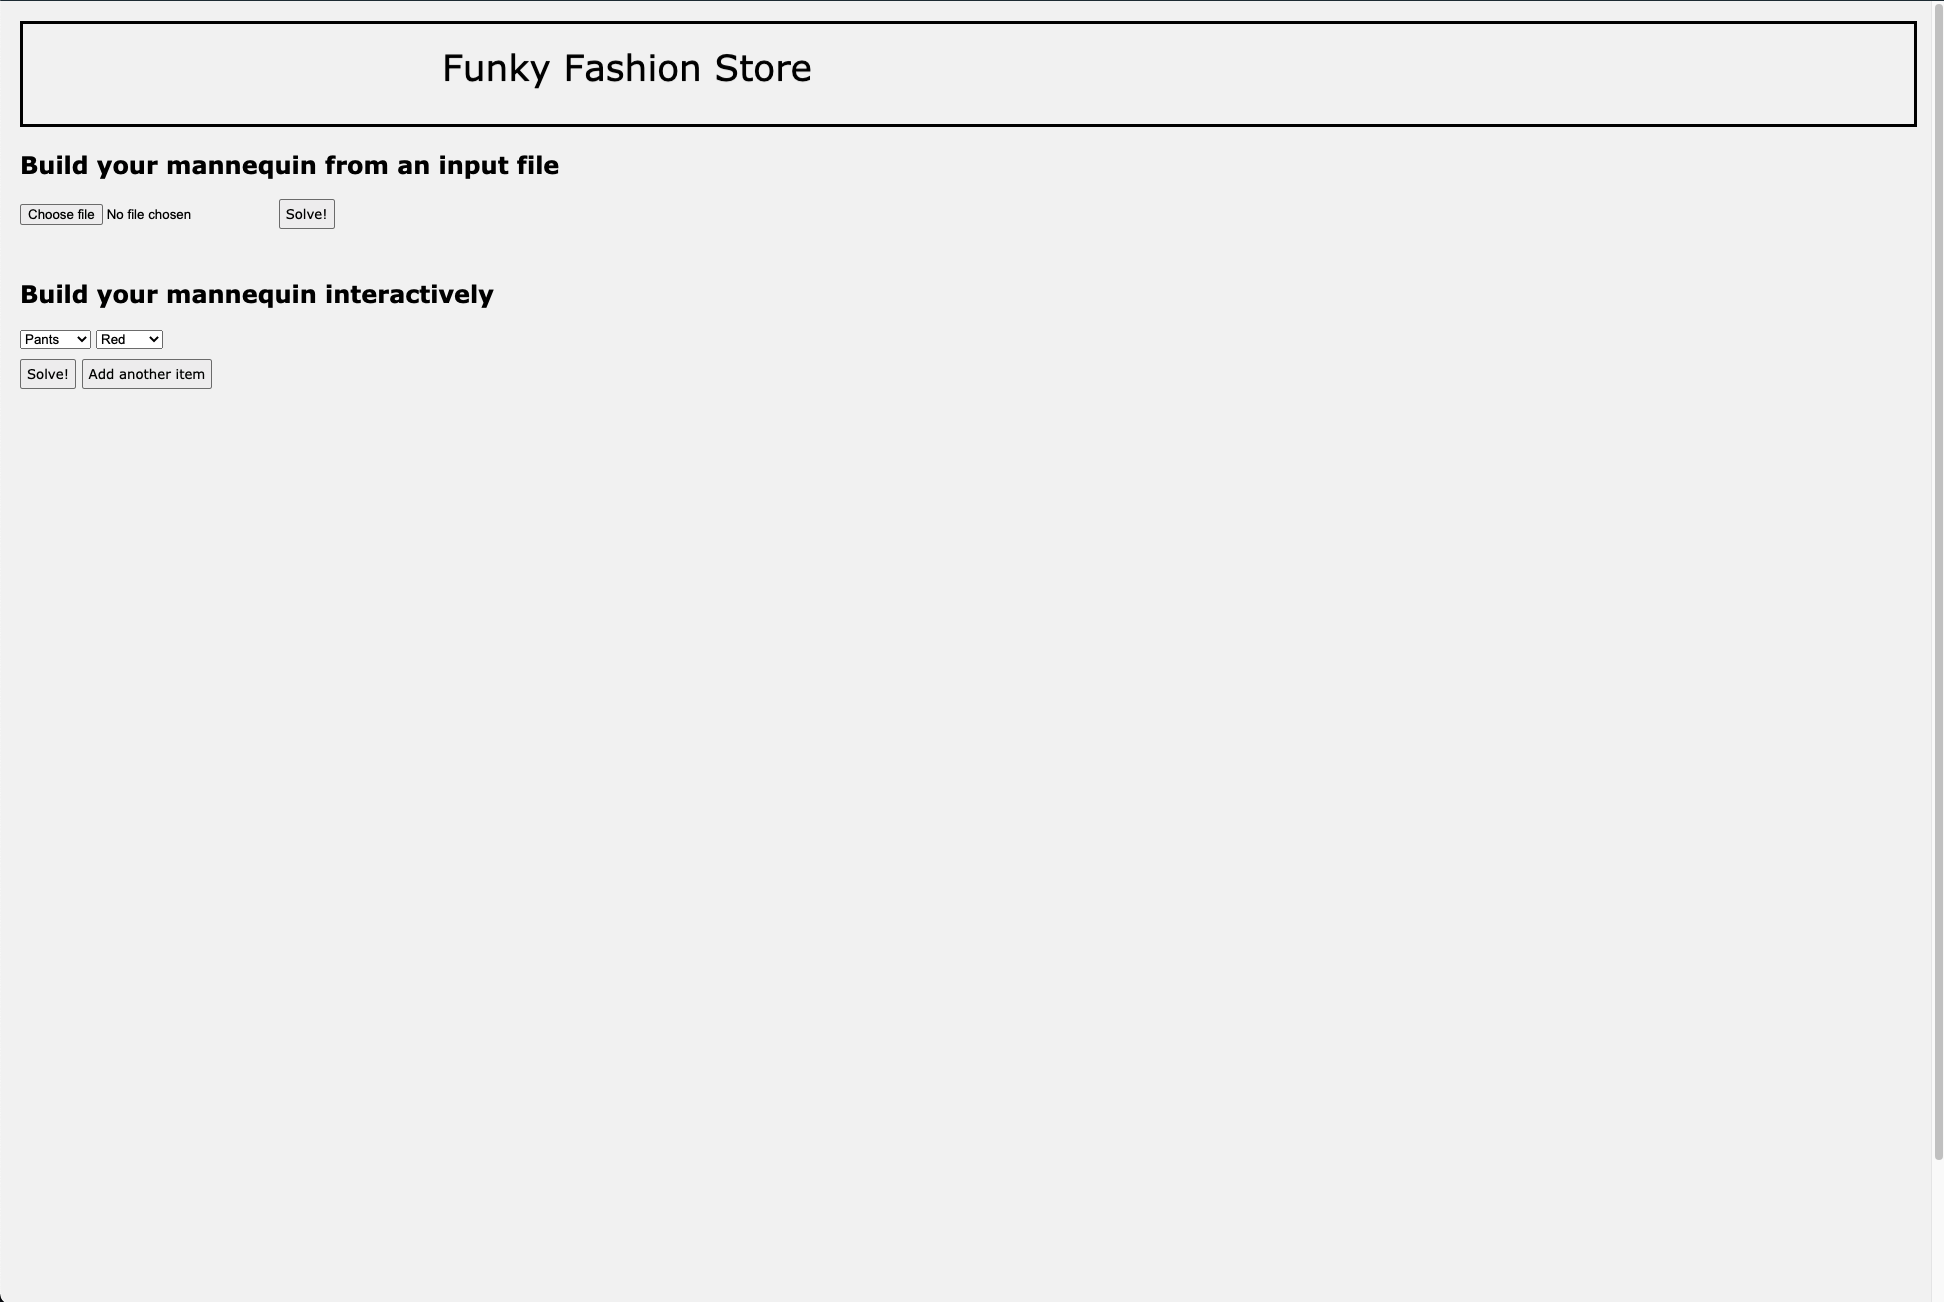 Funky Fashion Store
Build your mannequin from an input file
Choose file No file chosen Solve!
Build your mannequin interactively
Pants Red
Solve! Add another item